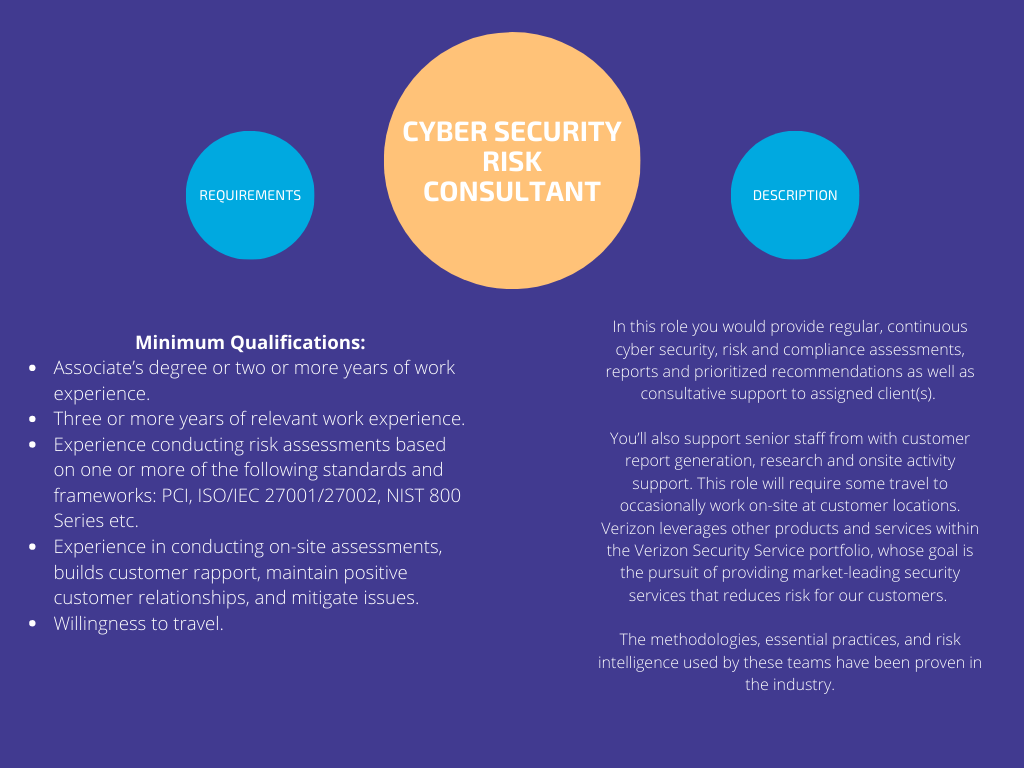 CYBER SECURITY
RISK
CONSULTANT
REQUIREMENTS
DESCRIPTION
Minimum Qualifications:
• Associate’s degree or two or more years of work
experience.
• Three or more years of relevant work experience.
• Experience conducting risk assessments based
on one or more of the following standards and
frameworks: PCI, ISO/IEC 27001/27002, NIST 800
Series etc.
• Experience in conducting on-site assessments,
builds customer rapport, maintain positive
customer relationships, and mitigate issues.
• Willingness to travel.
In this role you would provide regular, continuous
cyber security, risk and compliance assessments,
reports and prioritized recommendations as well as
consultative support to assigned client(s).
You’ll also support senior staff from with customer
report generation, research and onsite activity
support. This role will require some travel to
occasionally work on-site at customer locations.
Verizon leverages other products and services within
the Verizon Security Service portfolio, whose goal is
the pursuit of providing market-leading security
services that reduces risk for our customers.
The methodologies, essential practices, and risk
intelligence used by these teams have been proven in
the industry.